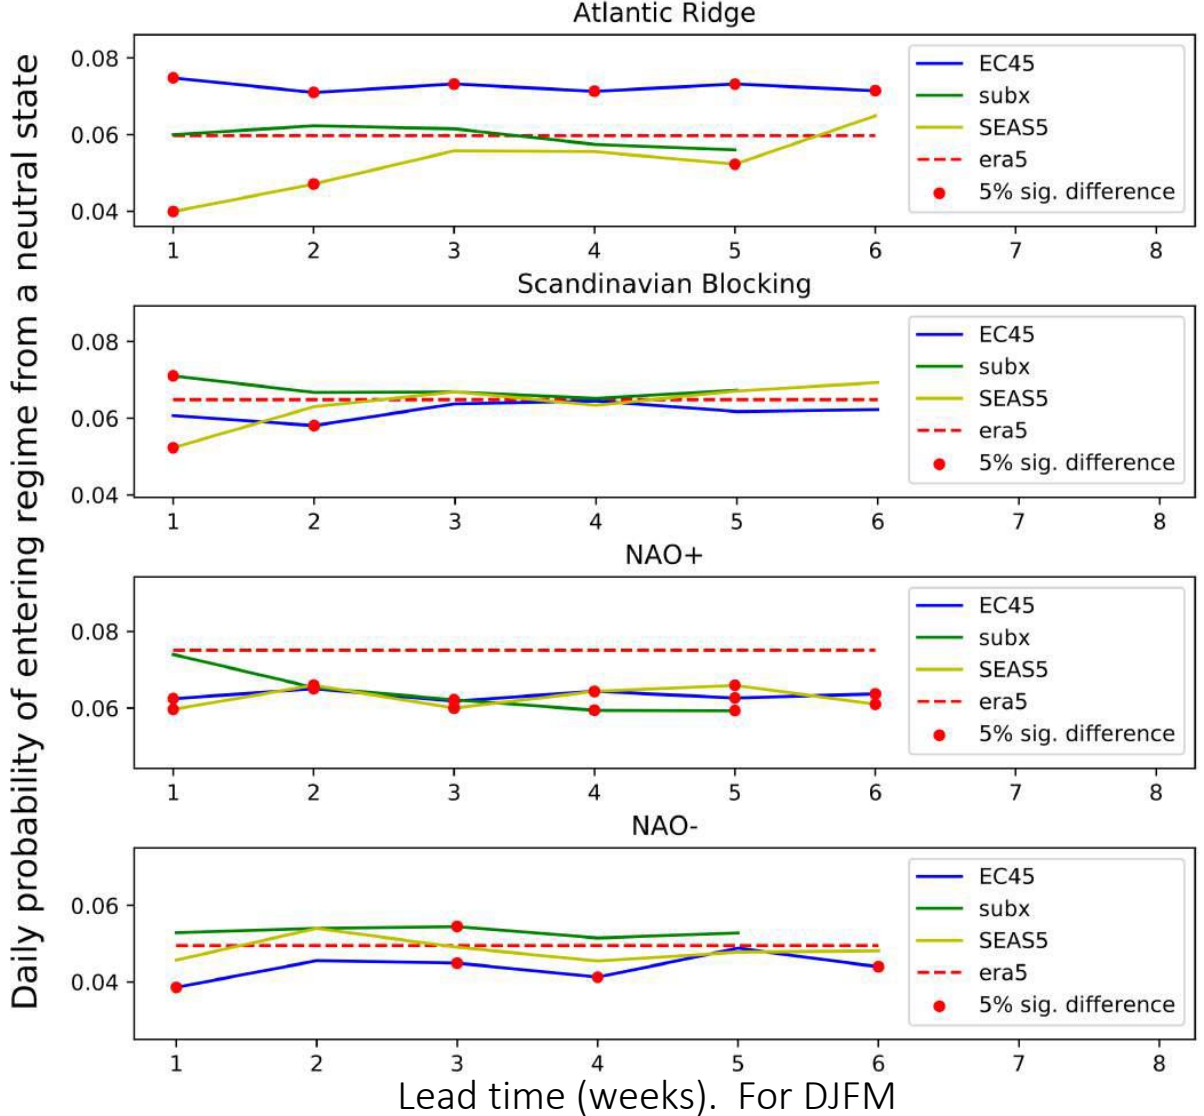 Daily probability of entering regime from a neutral state
Atlantic Ridge
0.08
0.06
0.04
EC45
subx
SEAS5
era5
5% sig. difference
1 2 3 4 5 6 7 8
Scandinavian Blocking
0.08
0.06
0.04
EC45
subx
SEAS5
era5
5% sig. difference
1 2 3 4 5 6 7 8
NAO+
0.08
0.06
EC45
subx
SEAS5
era5
5% sig. difference
1 2 3 4 5 6 7 8
NAO-
0.06
0.04
EC45
subx
SEAS5
era5
5% sig. difference
1 2 3 4 5 6 7 8
Lead time (weeks). For DJFM